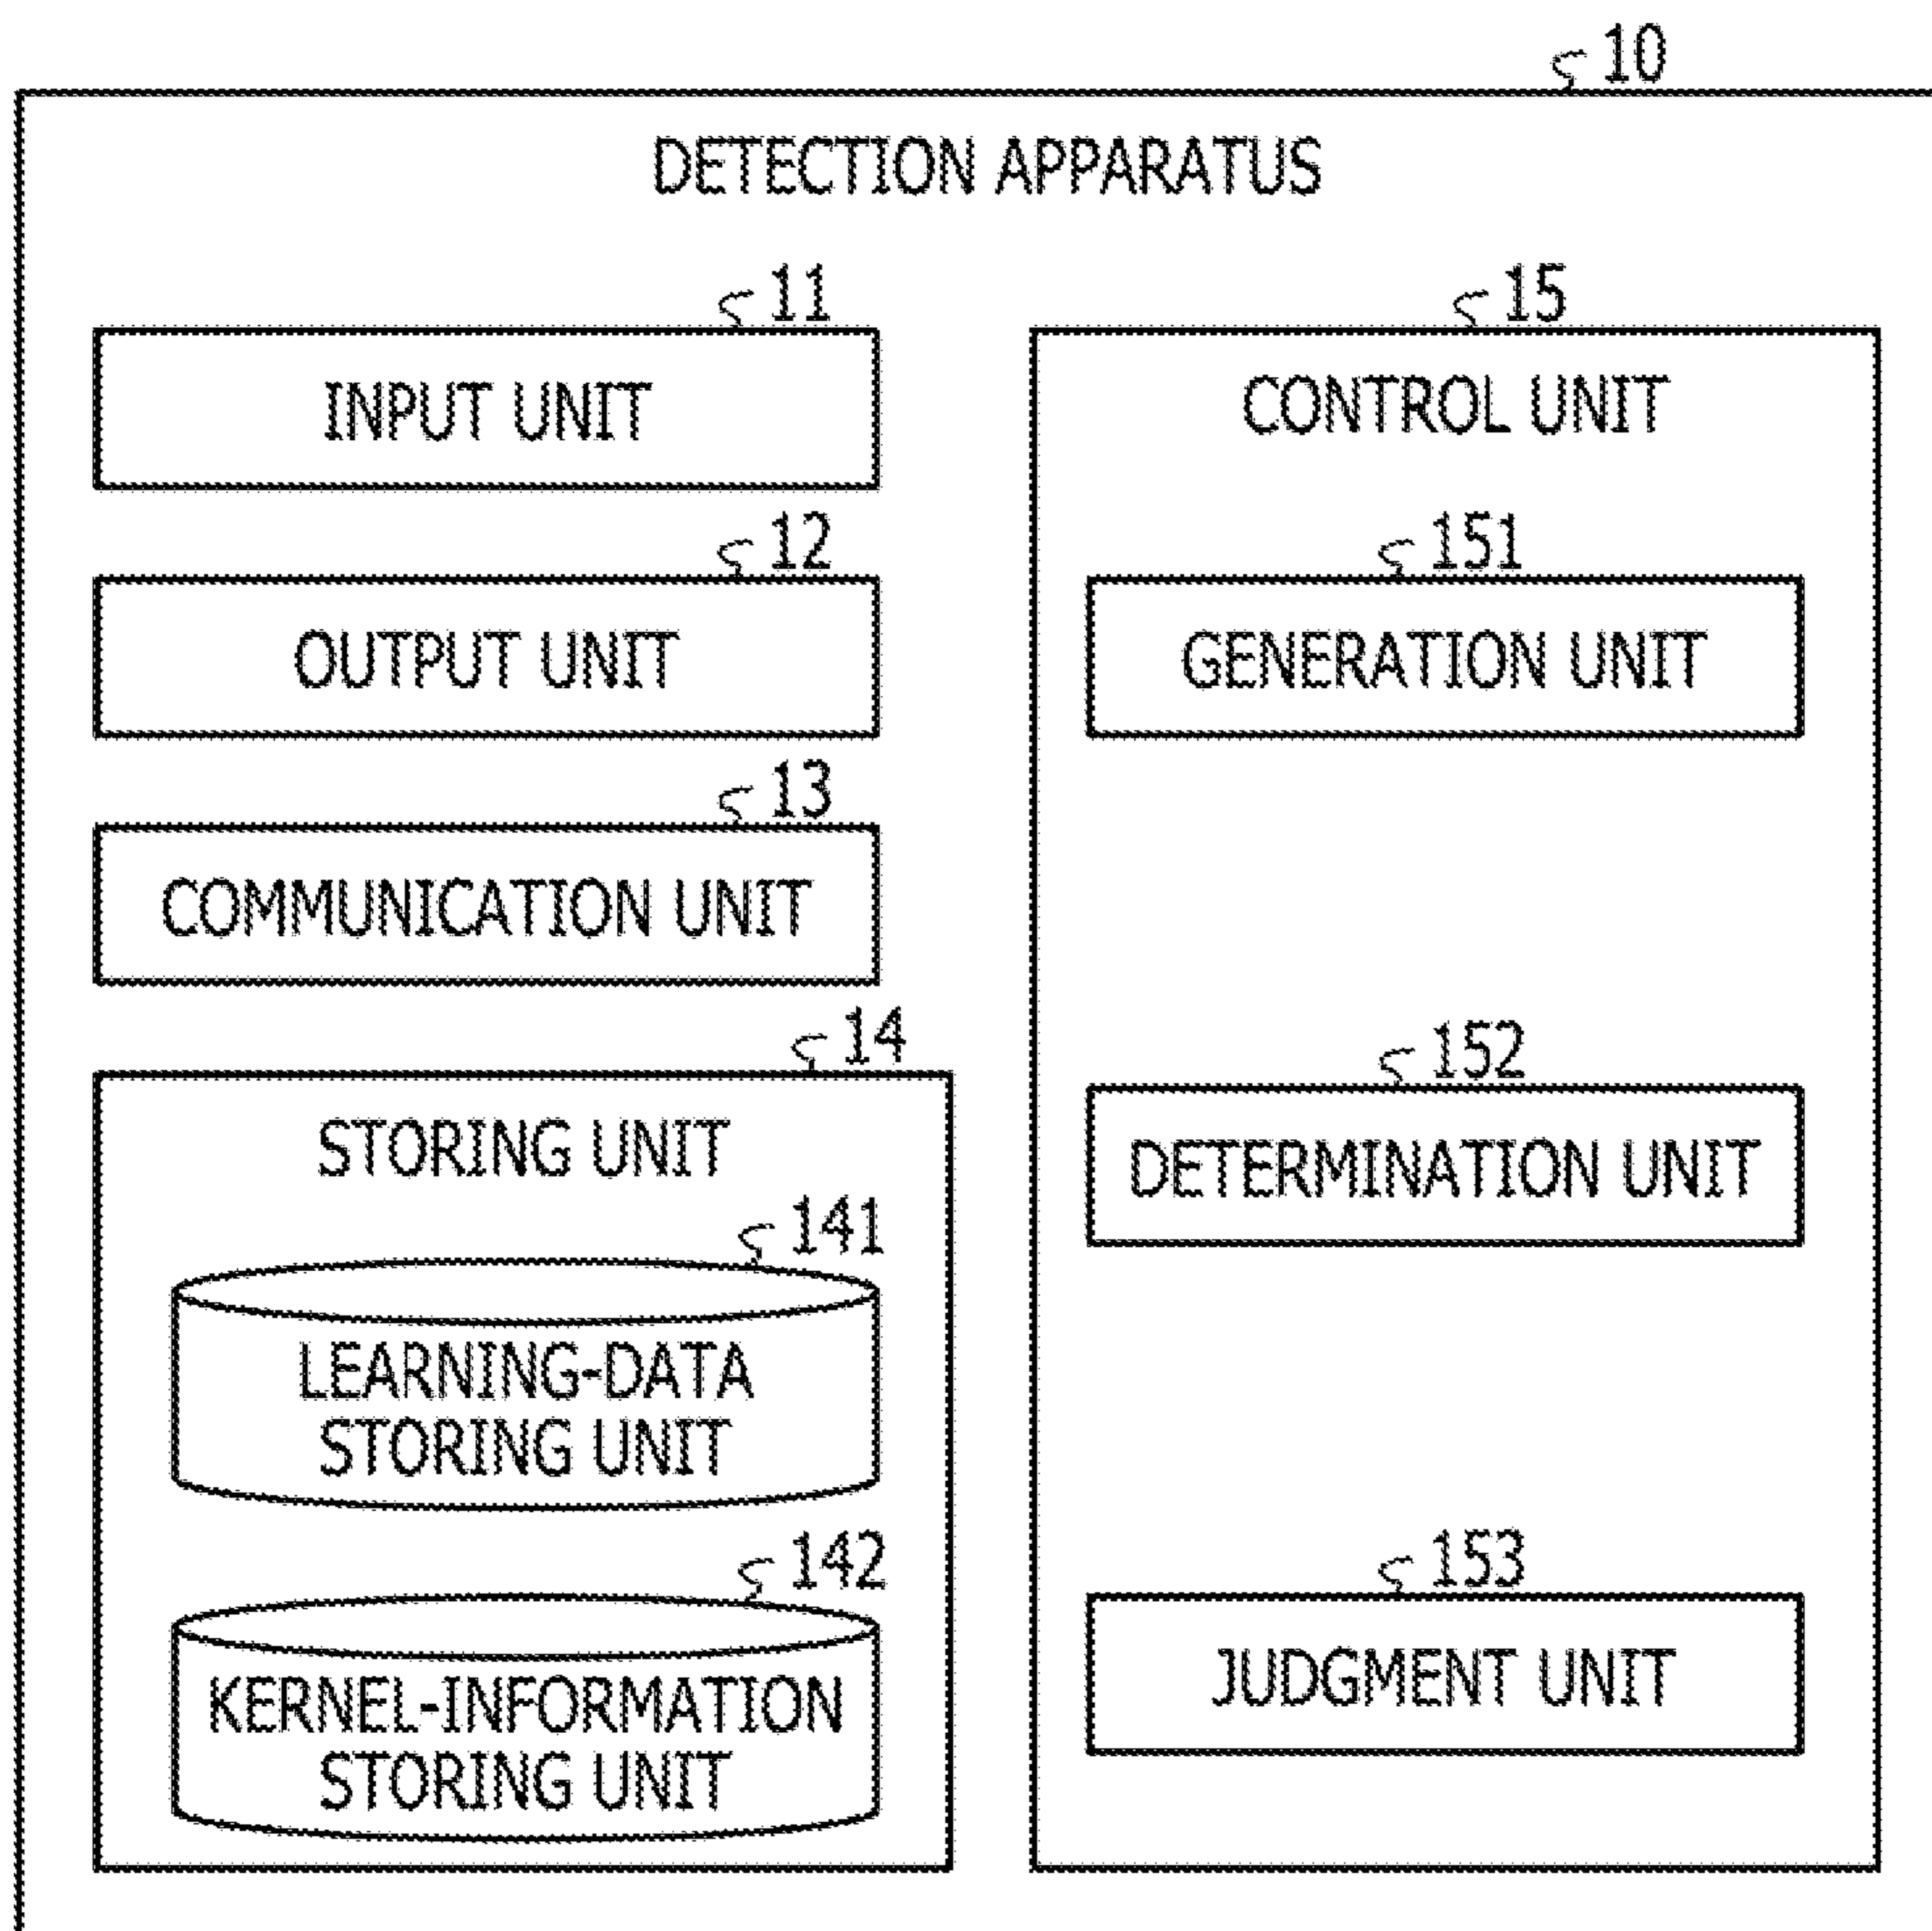 10
DETECTION APPARATUS
11
INPUT UNIT
12
OUTPUT UNIT
13
COMMUNICATION UNIT
14
STORING UNIT
141
LEARNING-DATA
STORING UNIT
142
KERNEL-INFORMATION
STORING UNIT
15
CONTROL UNIT
151
GENERATION UNIT
152
DETERMINATION UNIT
153
JUDGMENT UNIT